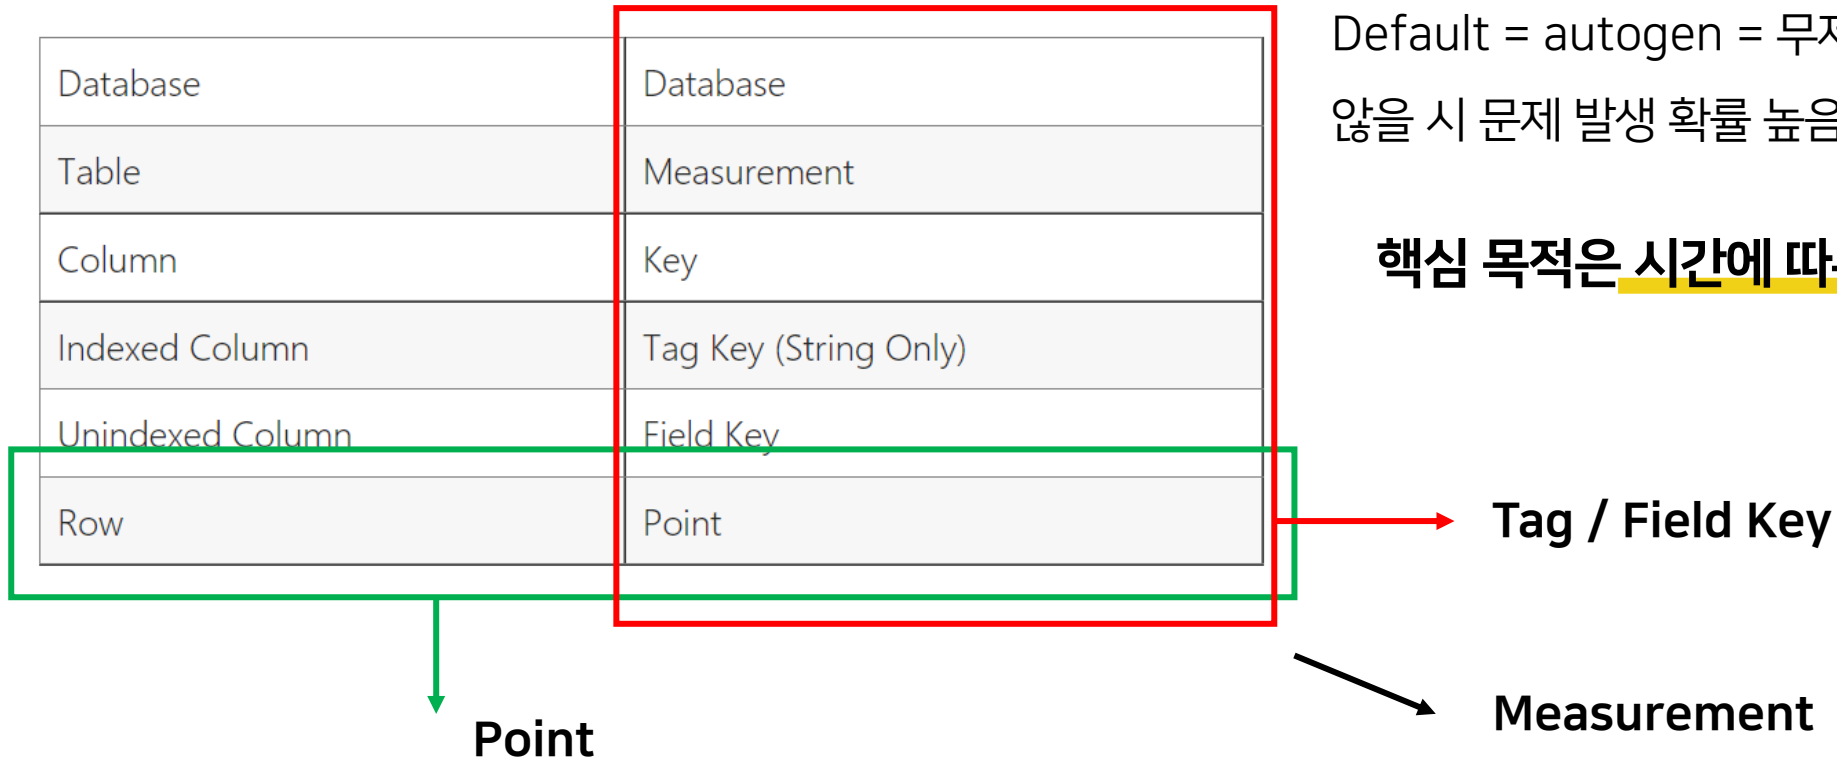 Database Database
Table Measurement
Column Key
Indexed Column Tag Key (String Only)
Unindexed Column Field Key
Row Point
Default = autogen =
않을 시 문제 발생 확률 높음
핵심 목적은 시간에
Tag / Field Key
Measurement
Point